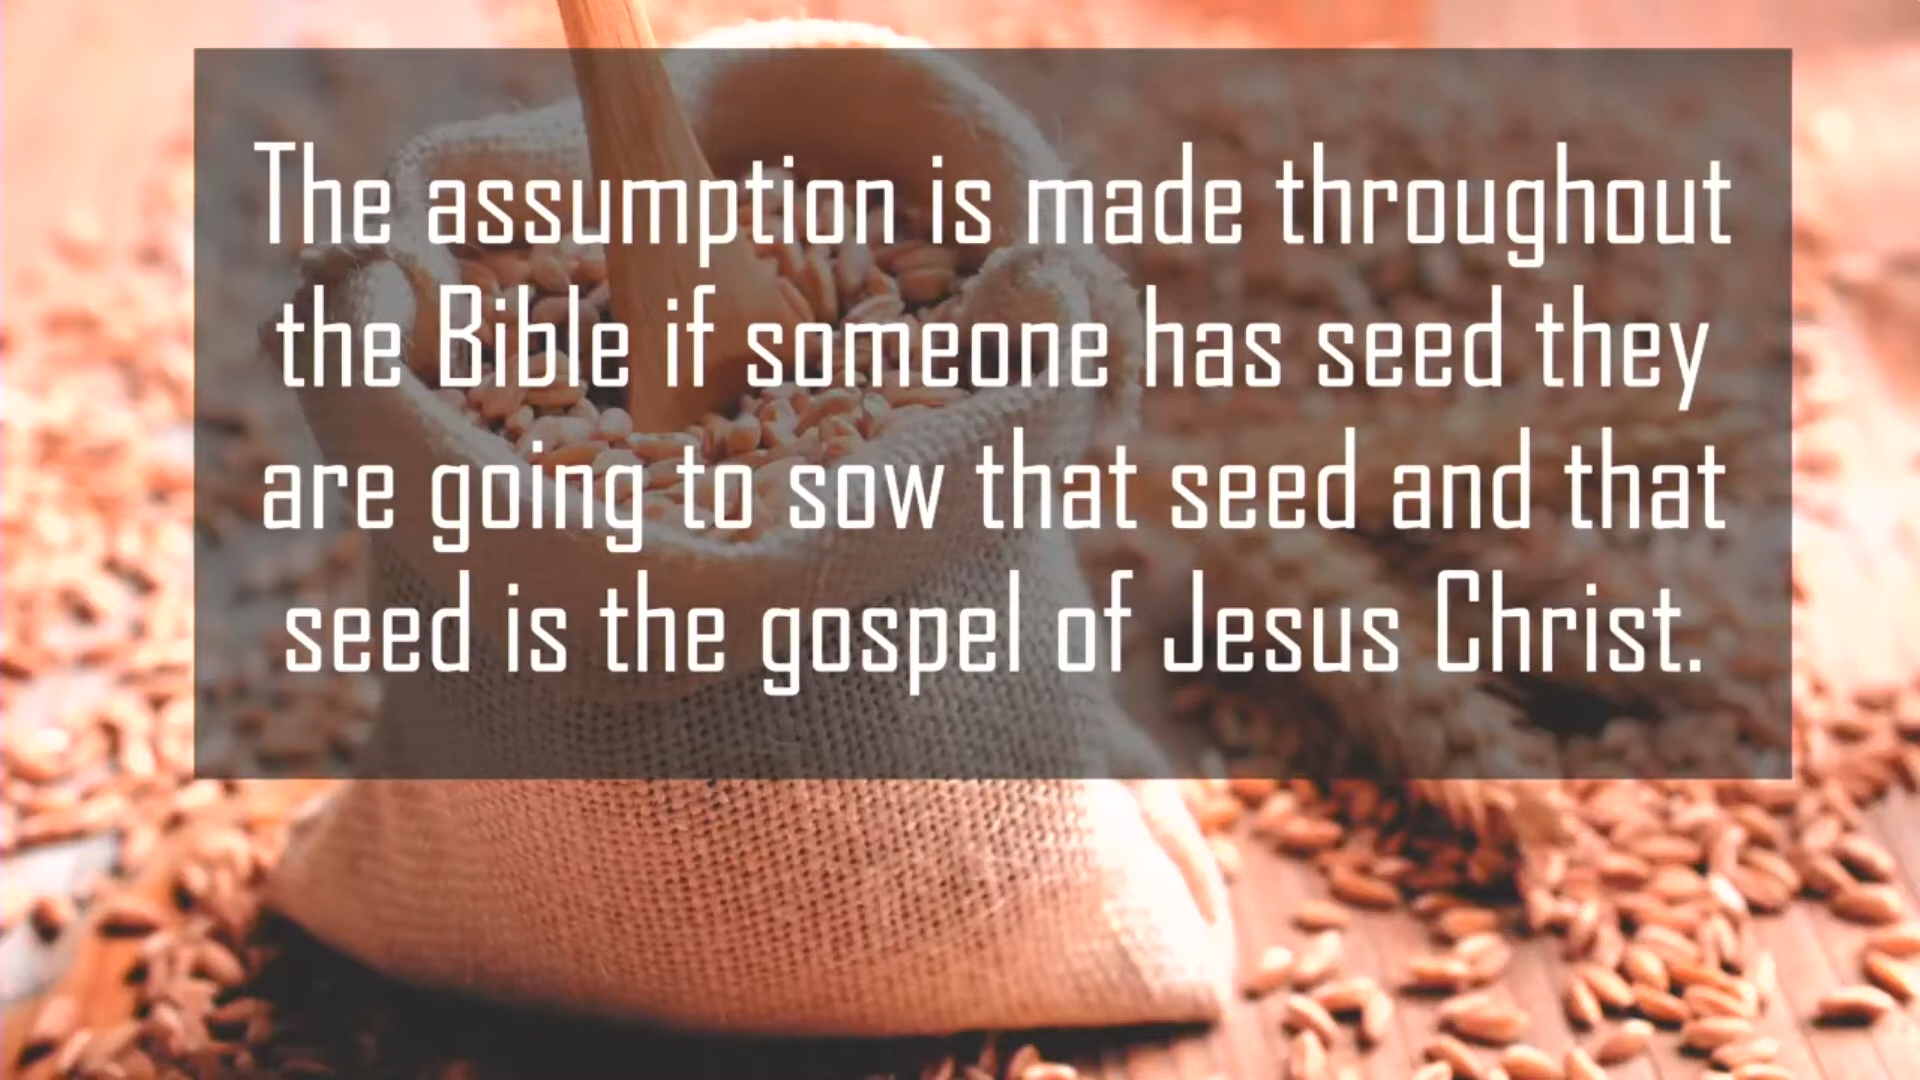 The assumption is made throughout
the Bible if someone has seed they
are going to sow that seed and that
seed is the gospel of Jesus Christ.